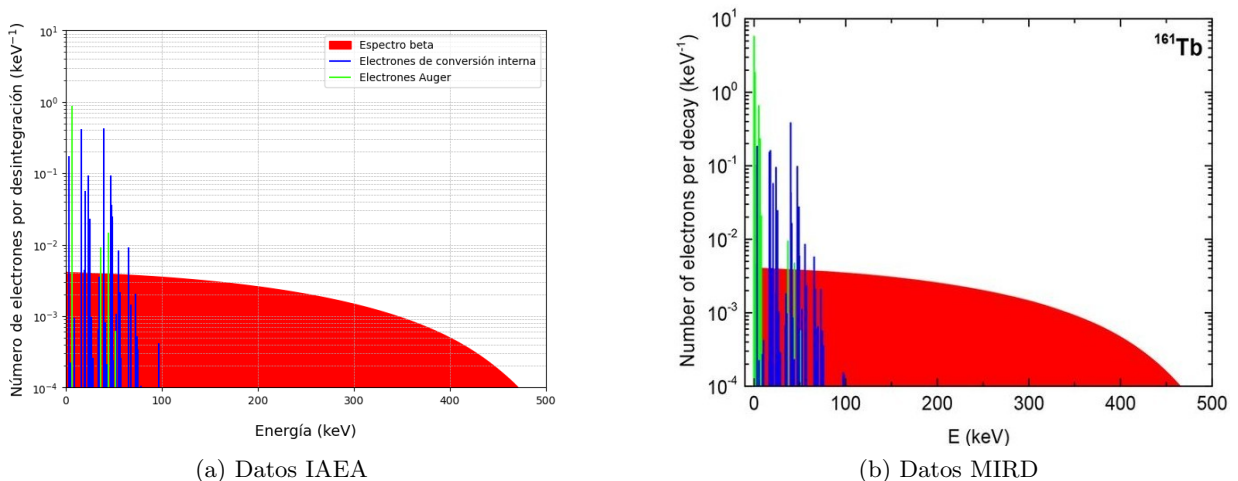 Número de electrones por desintegración (keV⁻¹)
10¹
10⁰
10⁻¹
10⁻²
10⁻³
10⁻⁴
Espectro beta
Electrones de conversión interna
Electrones Auger
0 100 200 300 400 500
Energía (keV)
(a) Datos IAEA
Number of electrons per decay (keV⁻¹)
10¹
10⁰
10⁻¹
10⁻²
10⁻³
10⁻⁴
¹⁶¹Tb
0 100 200 300 400 500
E (keV)
(b) Datos MIRD